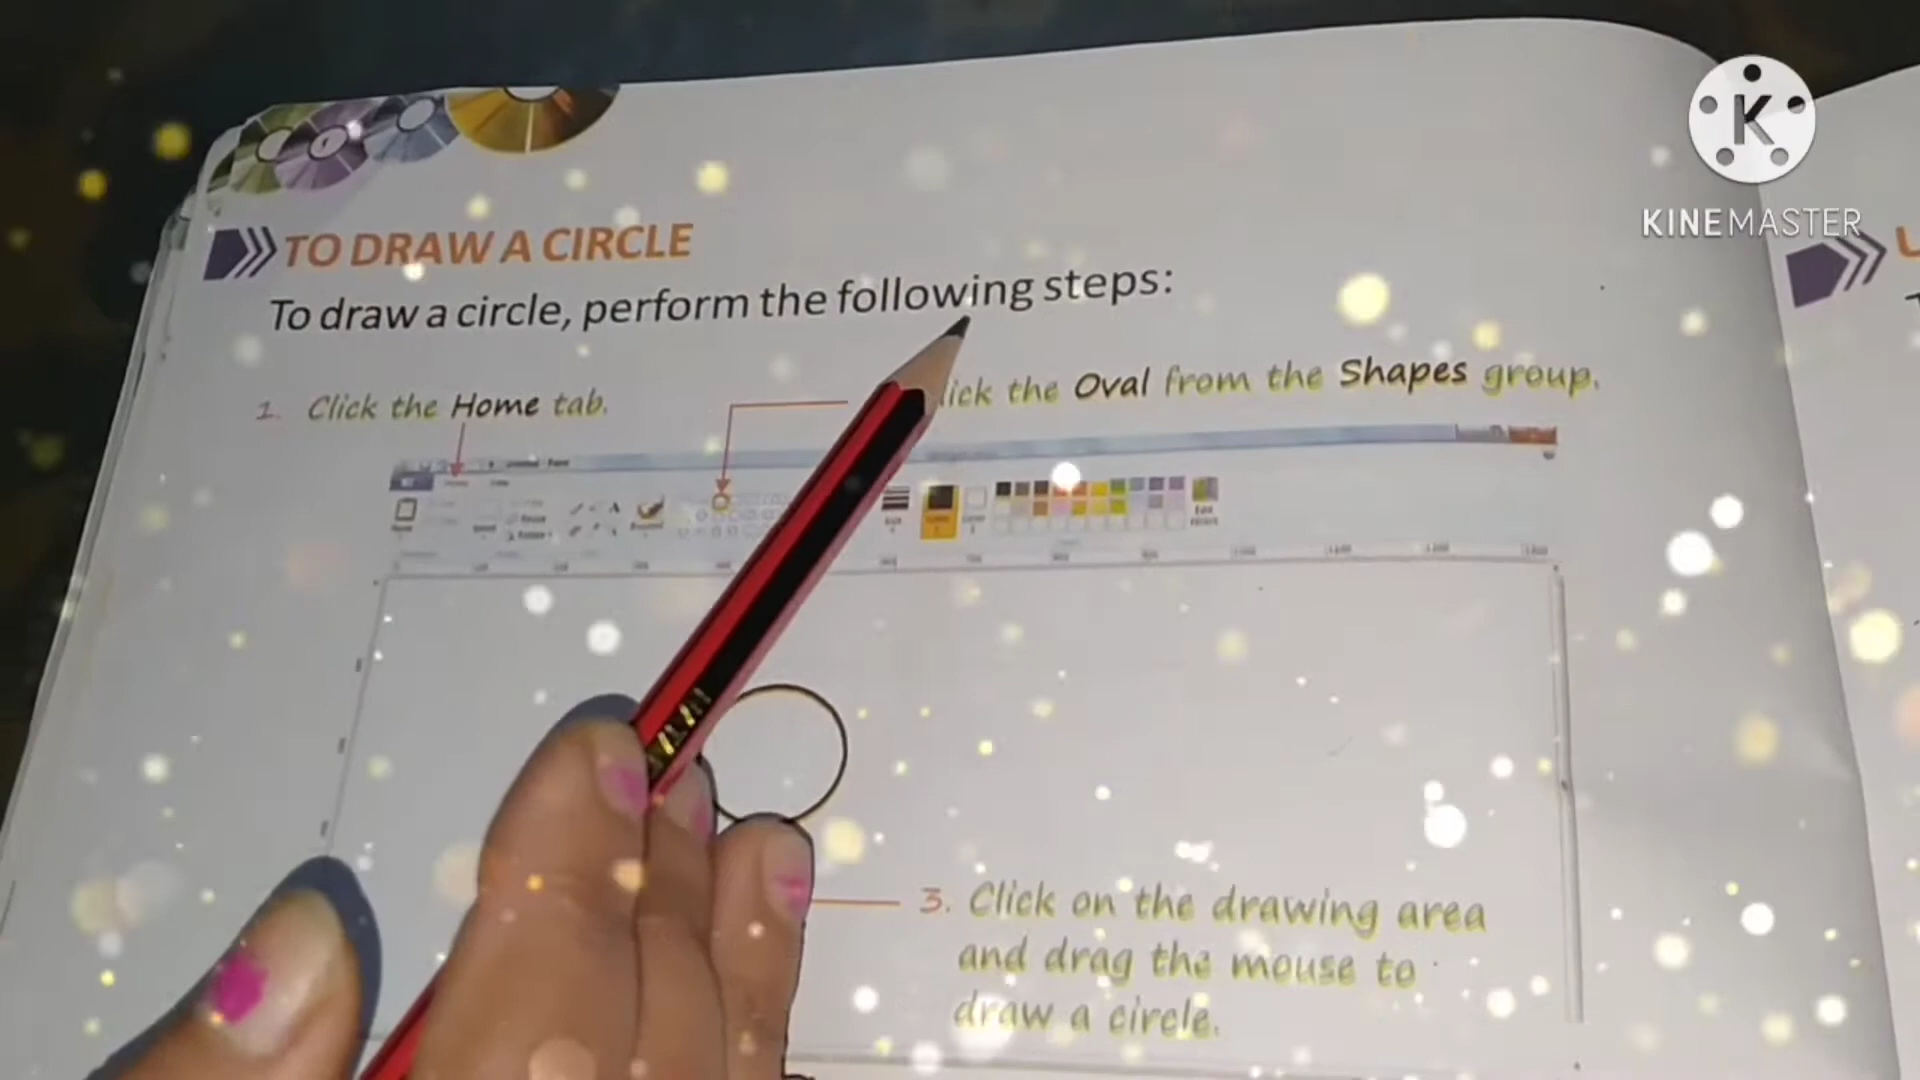 KINEMASTER
TO DRAW A CIRCLE
To draw a circle, perform the following steps:
1. Click the Home tab.
the Oval from the Shapes group.
3. Click on the drawing area
and drag the mouse to
draw a circle.